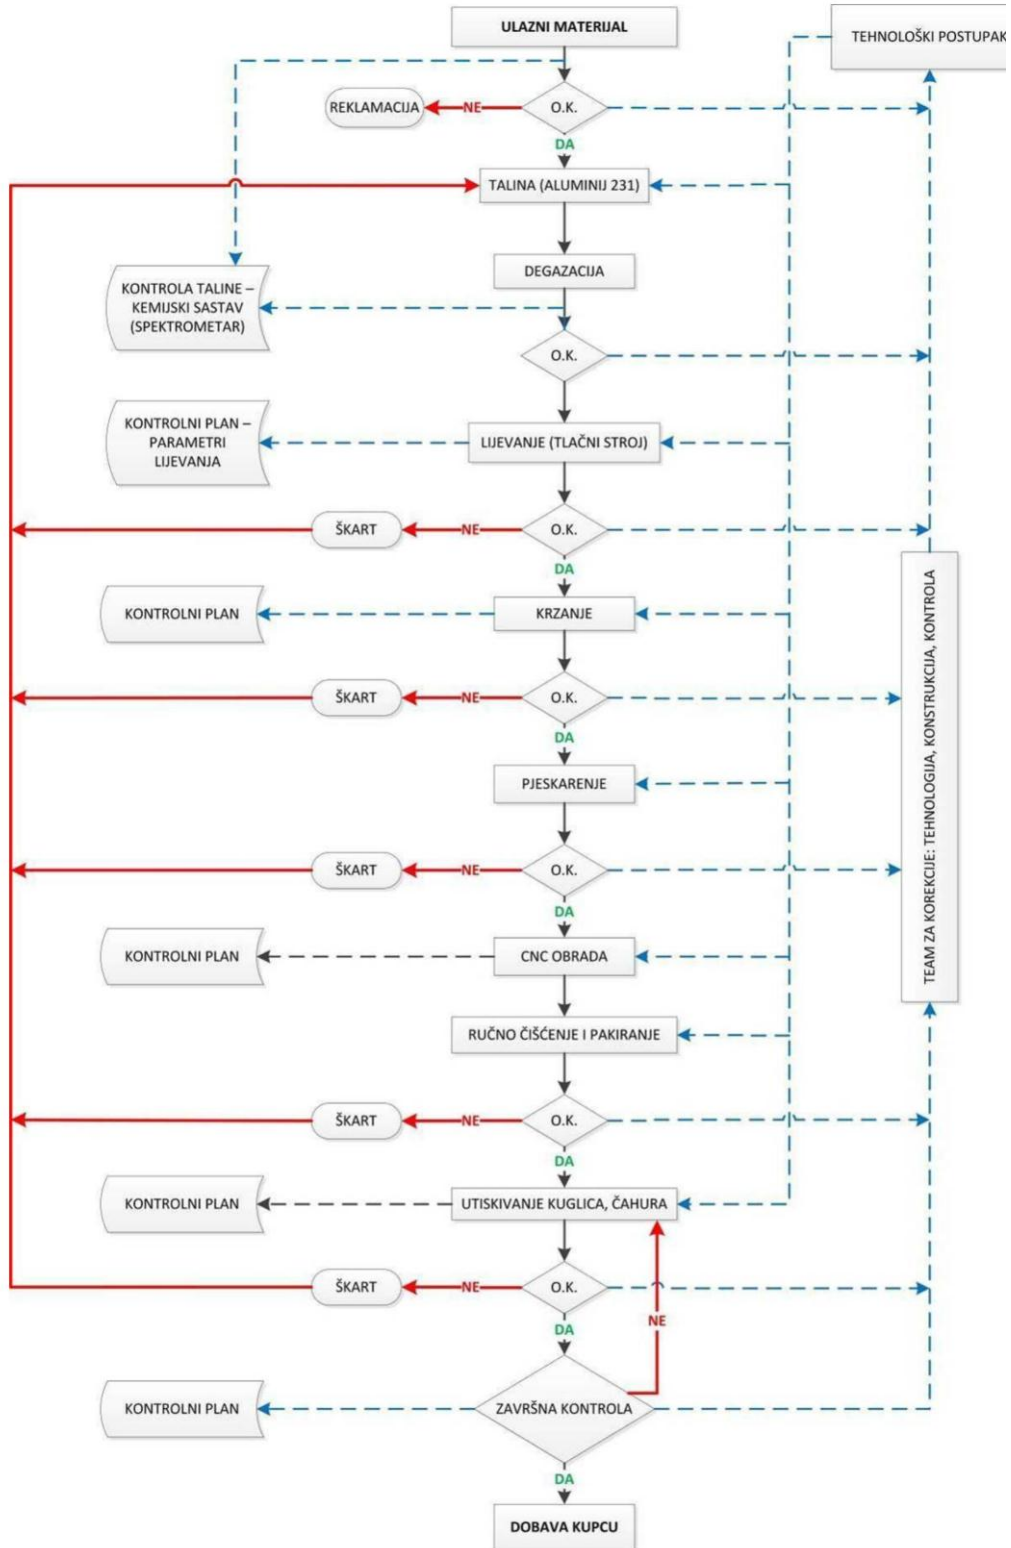 ULAZNI MATERIJAL
TEHNOLOŠKI POSTUPAK
REKLAMACIJA
NE
O.K.
DA
TALINA (ALUMINIJ 231)
DEGAZACIJA
KONTROLA TALINE –
KEMIJSKI SASTAV
(SPEKTROMETAR)
O.K.
KONTROLNI PLAN –
PARAMETRI
LIJEVANJA
LIJEVANJE (TLAČNI STROJ)
ŠKART
NE
O.K.
DA
KONTROLNI PLAN
KRZANJE
TEAM ZA KOREKCIJE: TEHNOLOGIJA, KONSTRUKCIJA, KONTROLA
ŠKART
NE
O.K.
DA
PJESKARENJE
ŠKART
NE
O.K.
DA
KONTROLNI PLAN
CNC OBRADA
RUČNO ČIŠĆENJE I PAKIRANJE
ŠKART
NE
O.K.
DA
KONTROLNI PLAN
UTISKIVANJE KUGLICA, ČAHURA
ŠKART
NE
O.K.
NE
DA
KONTROLNI PLAN
ZAVRŠNA KONTROLA
DA
DOBAVA KUPCU